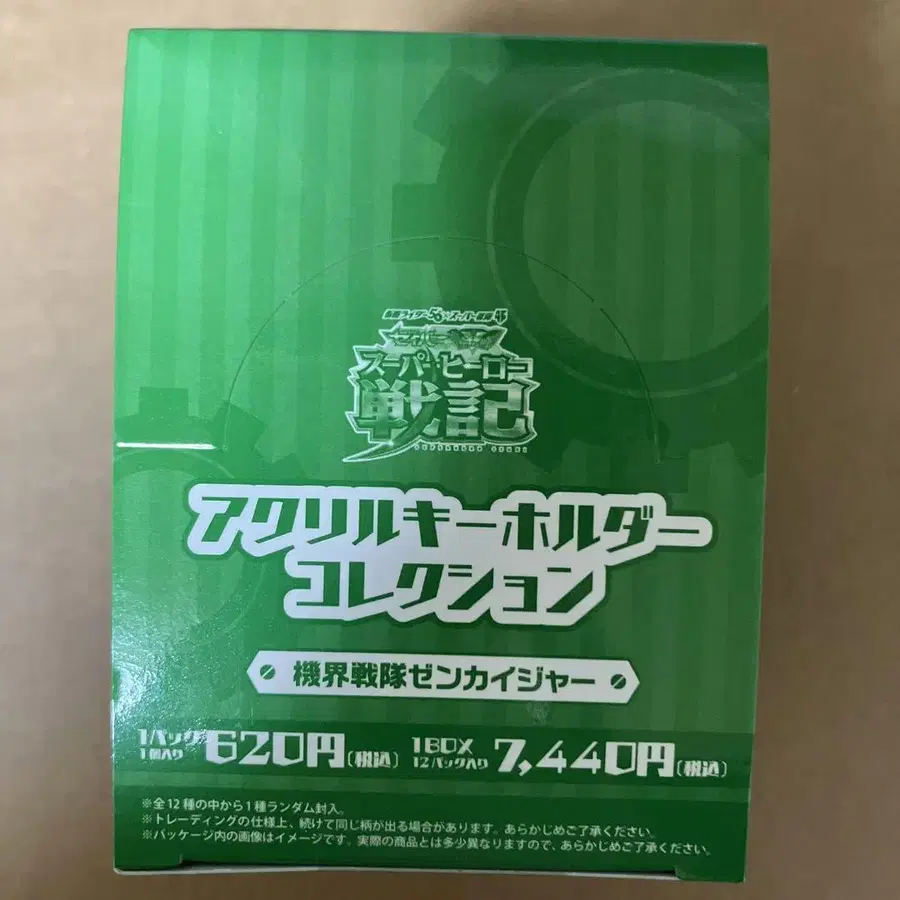 スーパーヒーロー
戦記
SUPERHERO SENKI
アクリルキーホルダー
コレクション
機界戦隊ゼンカイジャー
1パック 1個入り 620円(税込) 1BOX 12パック入り 7,440円(税込)
※全12種の中から1種ランダム封入。
※トレーディングの仕様上、続けて同じ柄が出る場合があります。あらかじめご了承ください。
※パッケージ内の画像はイメージです。実際の商品とは多少異なりますので、あらかじめご了承ください。